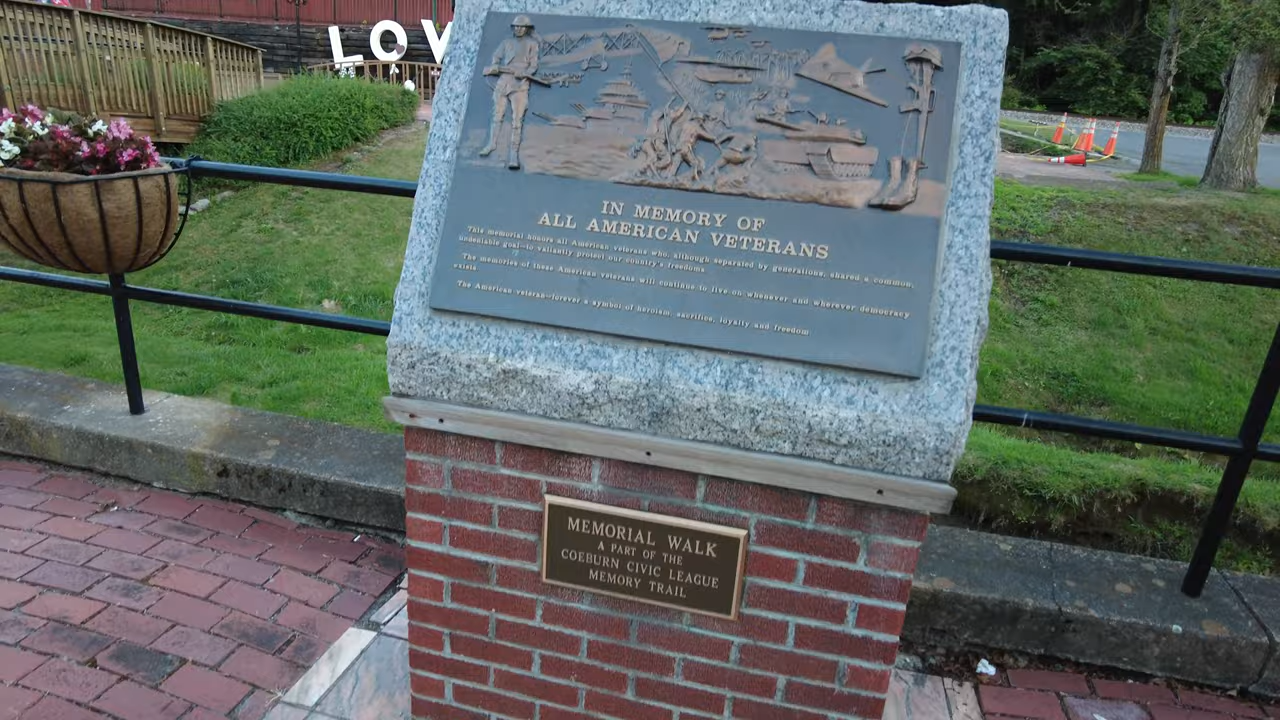 LOV
IN MEMORY OF
ALL AMERICAN VETERANS
This memorial honors all American veterans who, although separated by generations, shared a common,
undeniable goal—to valiantly protect our country's freedoms.
The memories of these American veterans will continue to live on whenever and wherever democracy
exists.
The American veteran—forever a symbol of heroism, sacrifice, loyalty and freedom.
MEMORIAL WALK
A PART OF THE
COEBURN CIVIC LEAGUE
MEMORY TRAIL